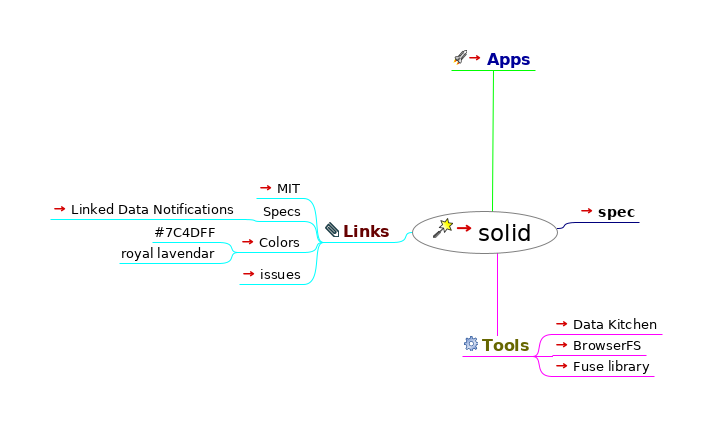 Apps
MIT
Linked Data Notifications
Specs
spec
#7C4DFF
Links
solid
Colors
royal lavendar
issues
Data Kitchen
Tools
BrowserFS
Fuse library